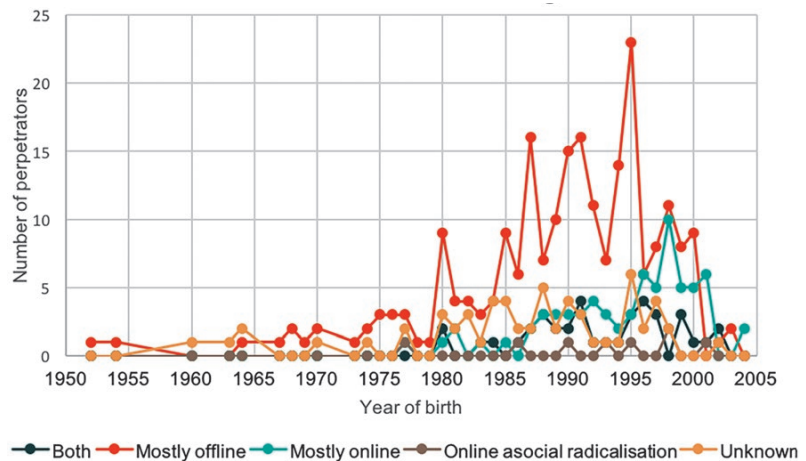 25
20
15
10
5
0
Number of perpetrators
1950 1955 1960 1965 1970 1975 1980 1985 1990 1995 2000 2005
Year of birth
Both Mostly offline Mostly online Online asocial radicalisation Unknown